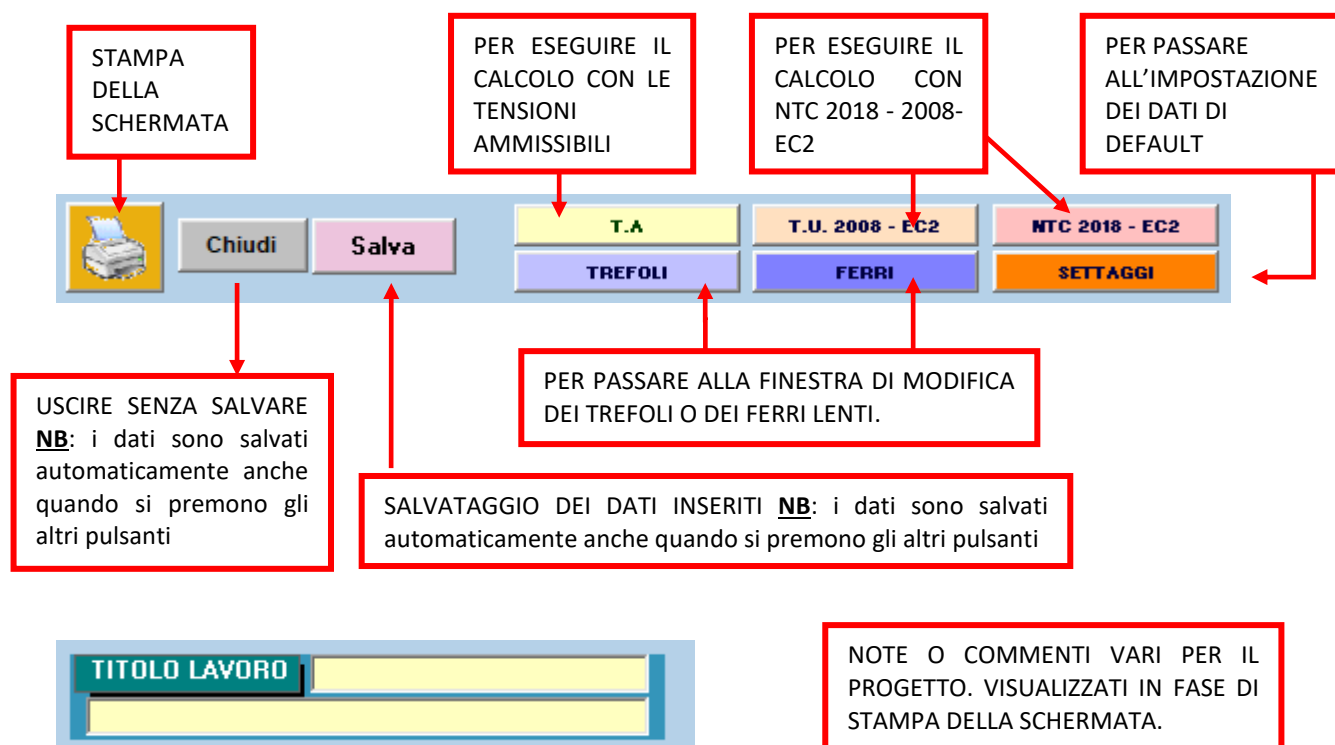 STAMPA
DELLA
SCHERMATA
PER ESEGUIRE IL
CALCOLO CON LE
TENSIONI
AMMISSIBILI
PER ESEGUIRE IL
CALCOLO CON
NTC 2018 - 2008-
EC2
PER PASSARE
ALL’IMPOSTAZIONE
DEI DATI DI
DEFAULT
Chiudi
Salva
T.A
T.U. 2008 - EC2
NTC 2018 - EC2
TREFOLI
FERRI
SETTAGGI
USCIRE SENZA SALVARE
NB: i dati sono salvati
automaticamente anche
quando si premono gli
altri pulsanti
PER PASSARE ALLA FINESTRA DI MODIFICA
DEI TREFOLI O DEI FERRI LENTI.
SALVATAGGIO DEI DATI INSERITI NB: i dati sono salvati
automaticamente anche quando si premono gli altri pulsanti
TITOLO LAVORO
NOTE O COMMENTI VARI PER IL
PROGETTO. VISUALIZZATI IN FASE DI
STAMPA DELLA SCHERMATA.